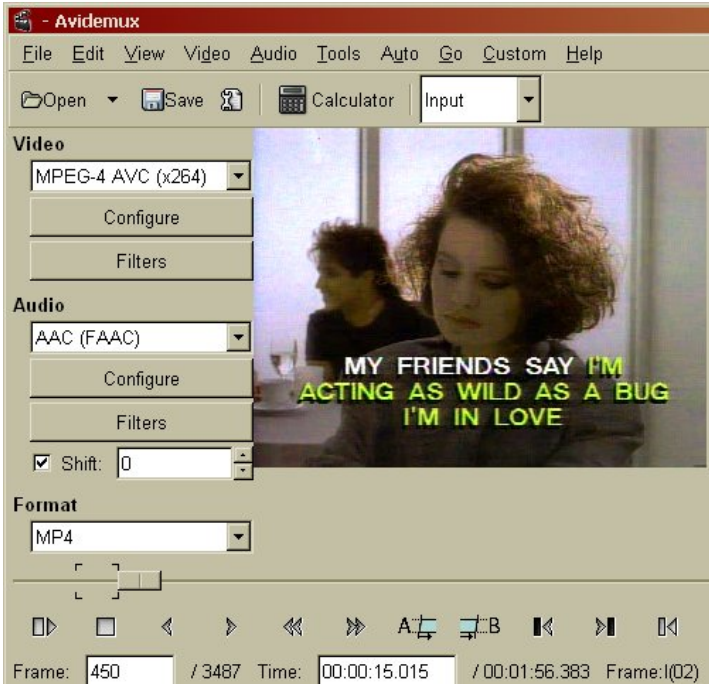 - Avidemux
File Edit View Video Audio Tools Auto Go Custom Help
Open Save Calculator Input
Video
MPEG-4 AVC (x264)
Configure
Filters
Audio
AAC (FAAC)
Configure
Filters
Shift: 0
Format
MP4
MY FRIENDS SAY I'M
ACTING AS WILD AS A BUG
I'M IN LOVE
A B
Frame: 450 / 3487 Time: 00:00:15.015 / 00:01:56.383 Frame:I(02)